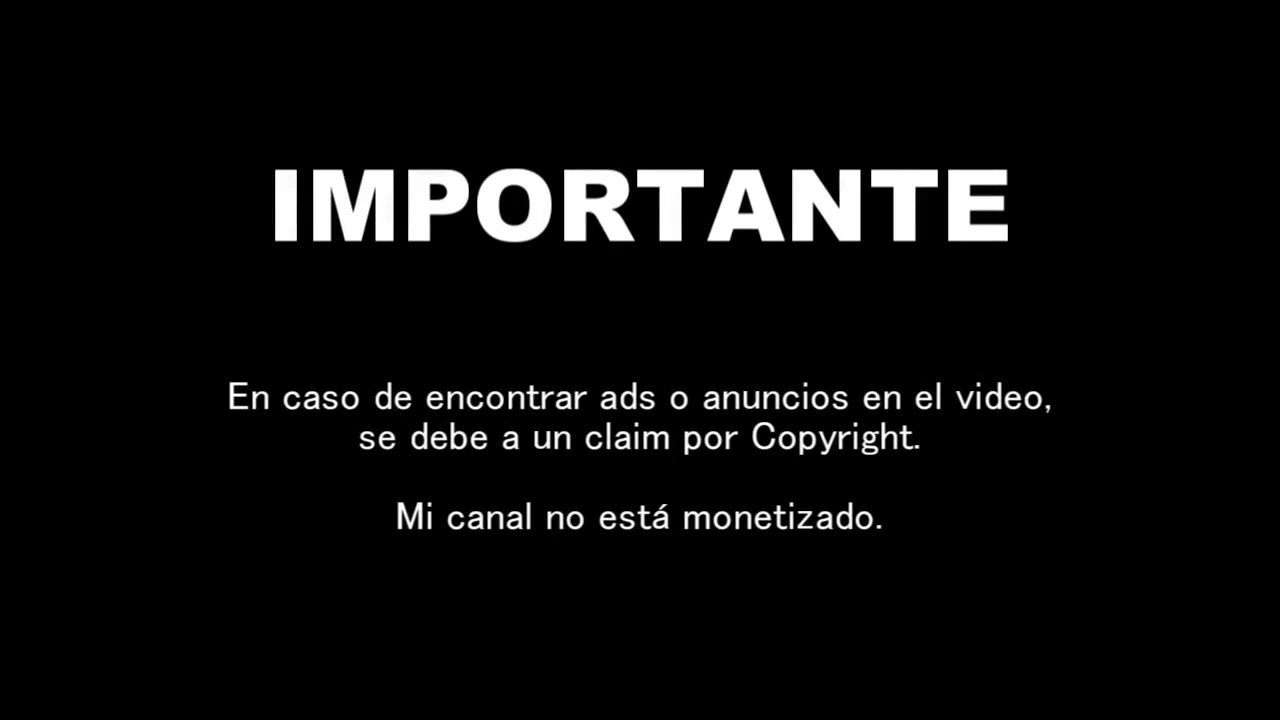 IMPORTANTE
En caso de encontrar ads o anuncios en el video,
se debe a un claim por Copyright.
Mi canal no está monetizado.